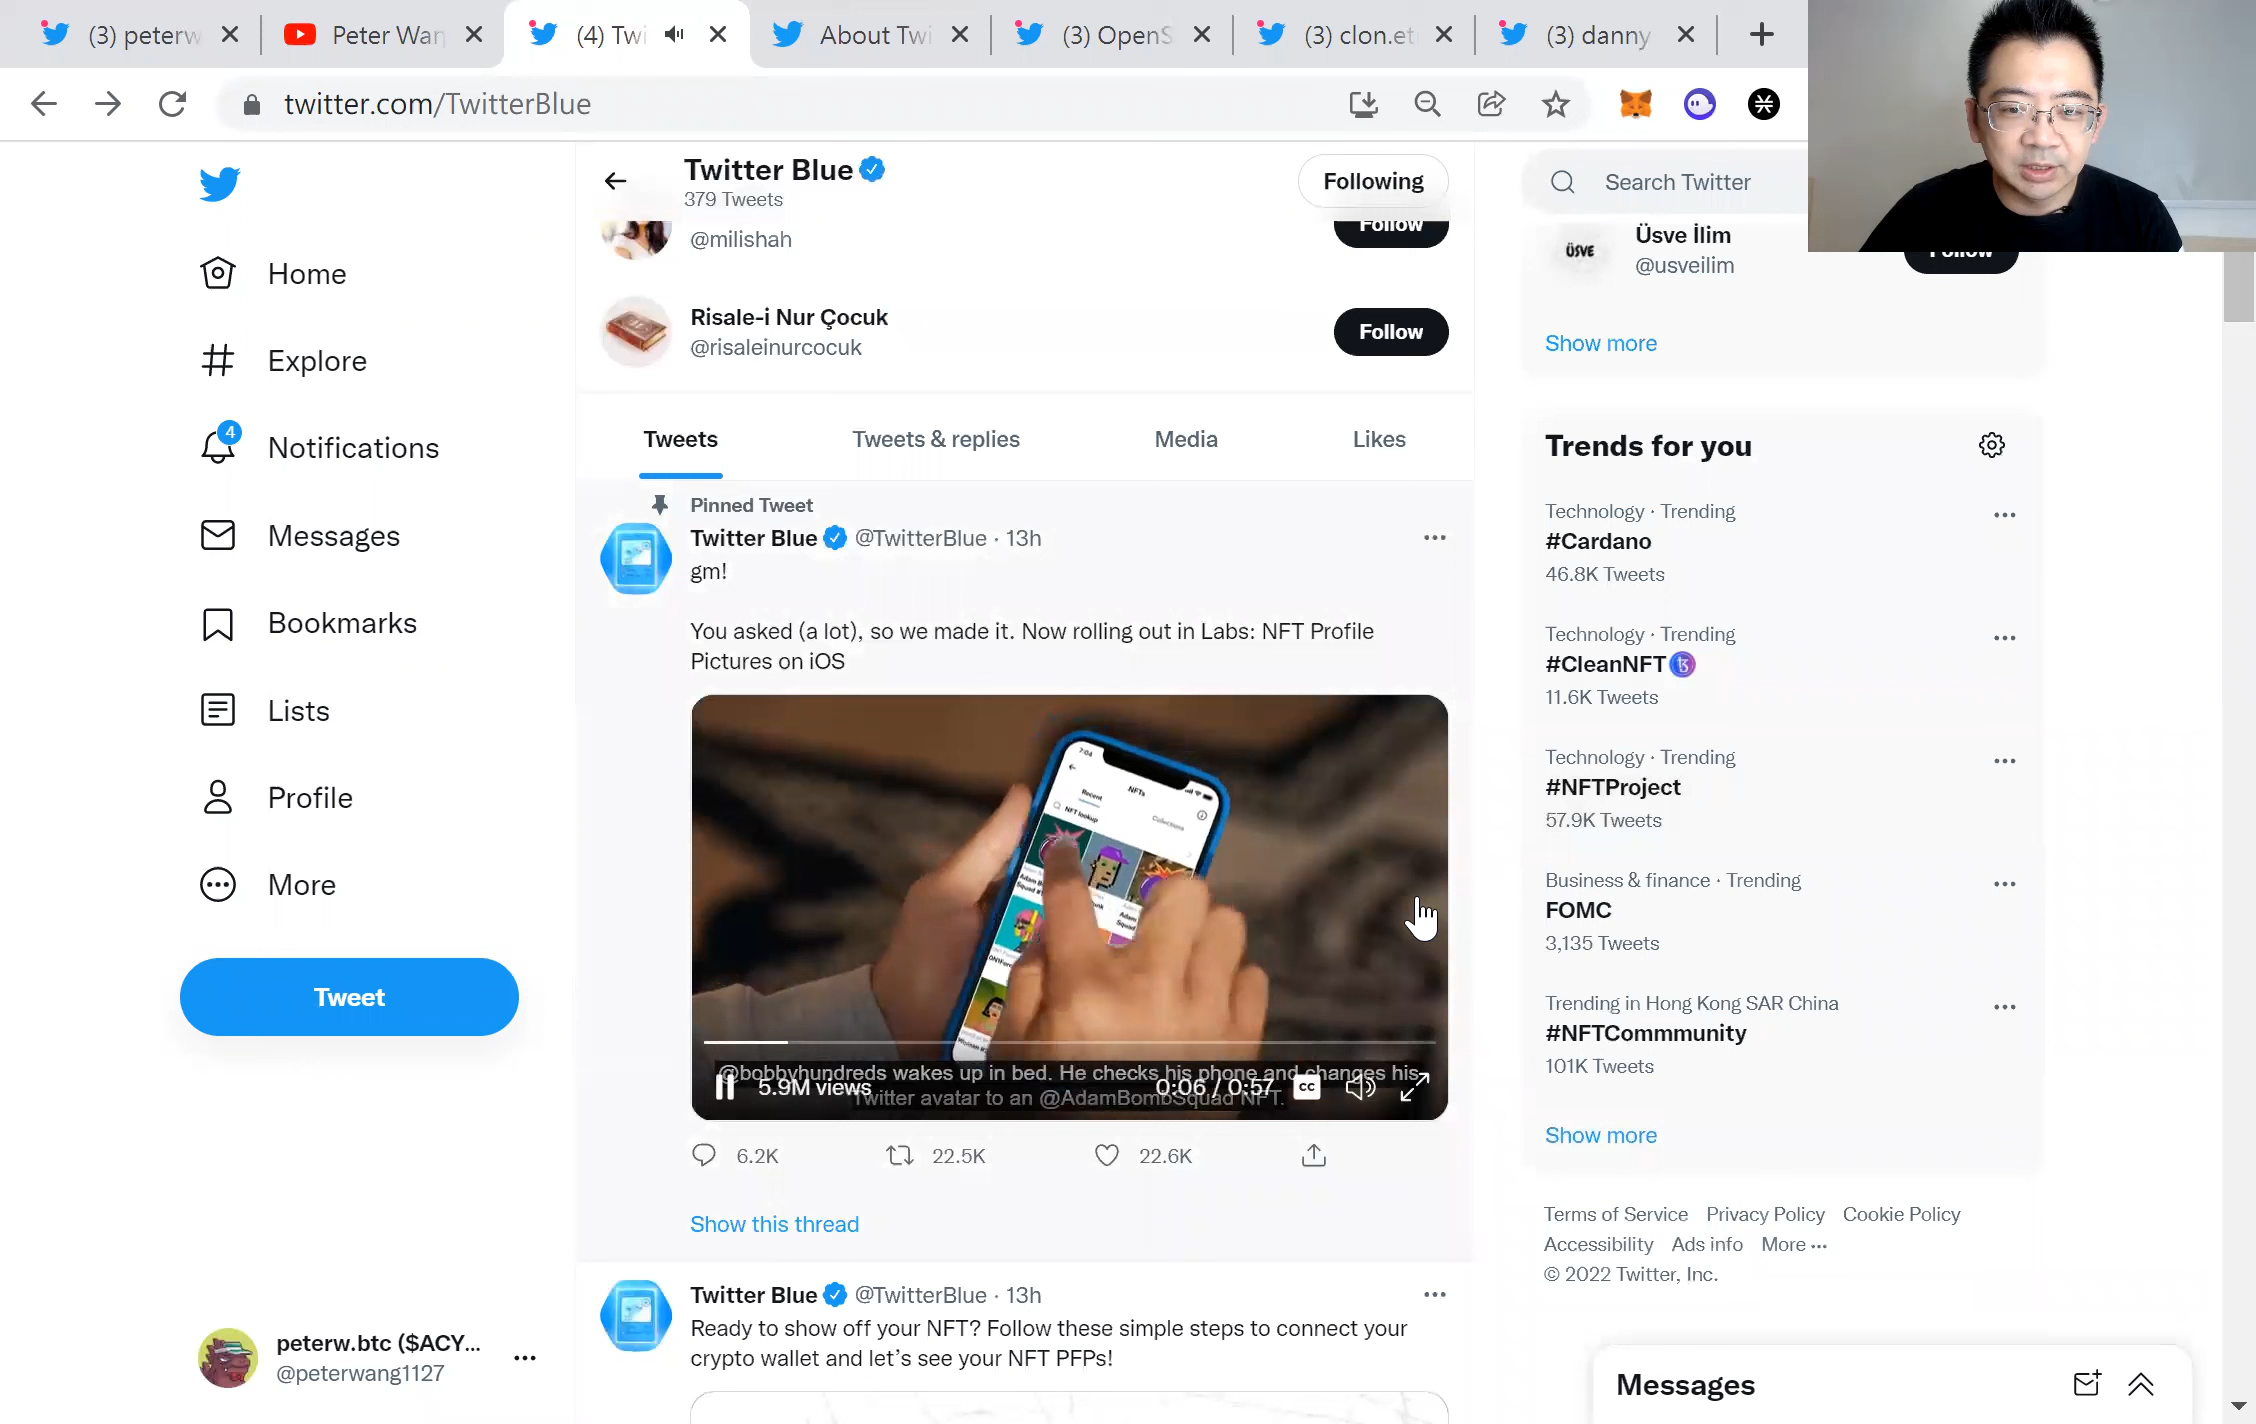 (3) peterw
Peter Wan
(4) Twi
About Twi
(3) OpenS
(3) clon.et
(3) danny
twitter.com/TwitterBlue
Home
Explore
4
Notifications
Messages
Bookmarks
Lists
Profile
More
Tweet
peterw.btc ($ACY...
@peterwang1127
Twitter Blue
379 Tweets
Following
@milishah
Follow
Risale-i Nur Çocuk
@risaleinurcocuk
Follow
Tweets
Tweets & replies
Media
Likes
Pinned Tweet
Twitter Blue @TwitterBlue · 13h
gm!
You asked (a lot), so we made it. Now rolling out in Labs: NFT Profile
Pictures on iOS
7:04
NFTs
Recent
Collections
NFT lookup
@bobbyhundreds wakes up in bed. He checks his phone and changes his
Twitter avatar to an @AdamBombSquad NFT.
5.9M views
0:06 / 0:57
CC
6.2K
22.5K
22.6K
Show this thread
Twitter Blue @TwitterBlue · 13h
Ready to show off your NFT? Follow these simple steps to connect your
crypto wallet and let's see your NFT PFPs!
Search Twitter
ÜSVE
Üsve İlim
@usveilim
Follow
Show more
Trends for you
Technology · Trending
#Cardano
46.8K Tweets
Technology · Trending
#CleanNFT
11.6K Tweets
Technology · Trending
#NFTProject
57.9K Tweets
Business & finance · Trending
FOMC
3,135 Tweets
Trending in Hong Kong SAR China
#NFTCommmunity
101K Tweets
Show more
Terms of Service Privacy Policy Cookie Policy
Accessibility Ads info More ···
© 2022 Twitter, Inc.
Messages